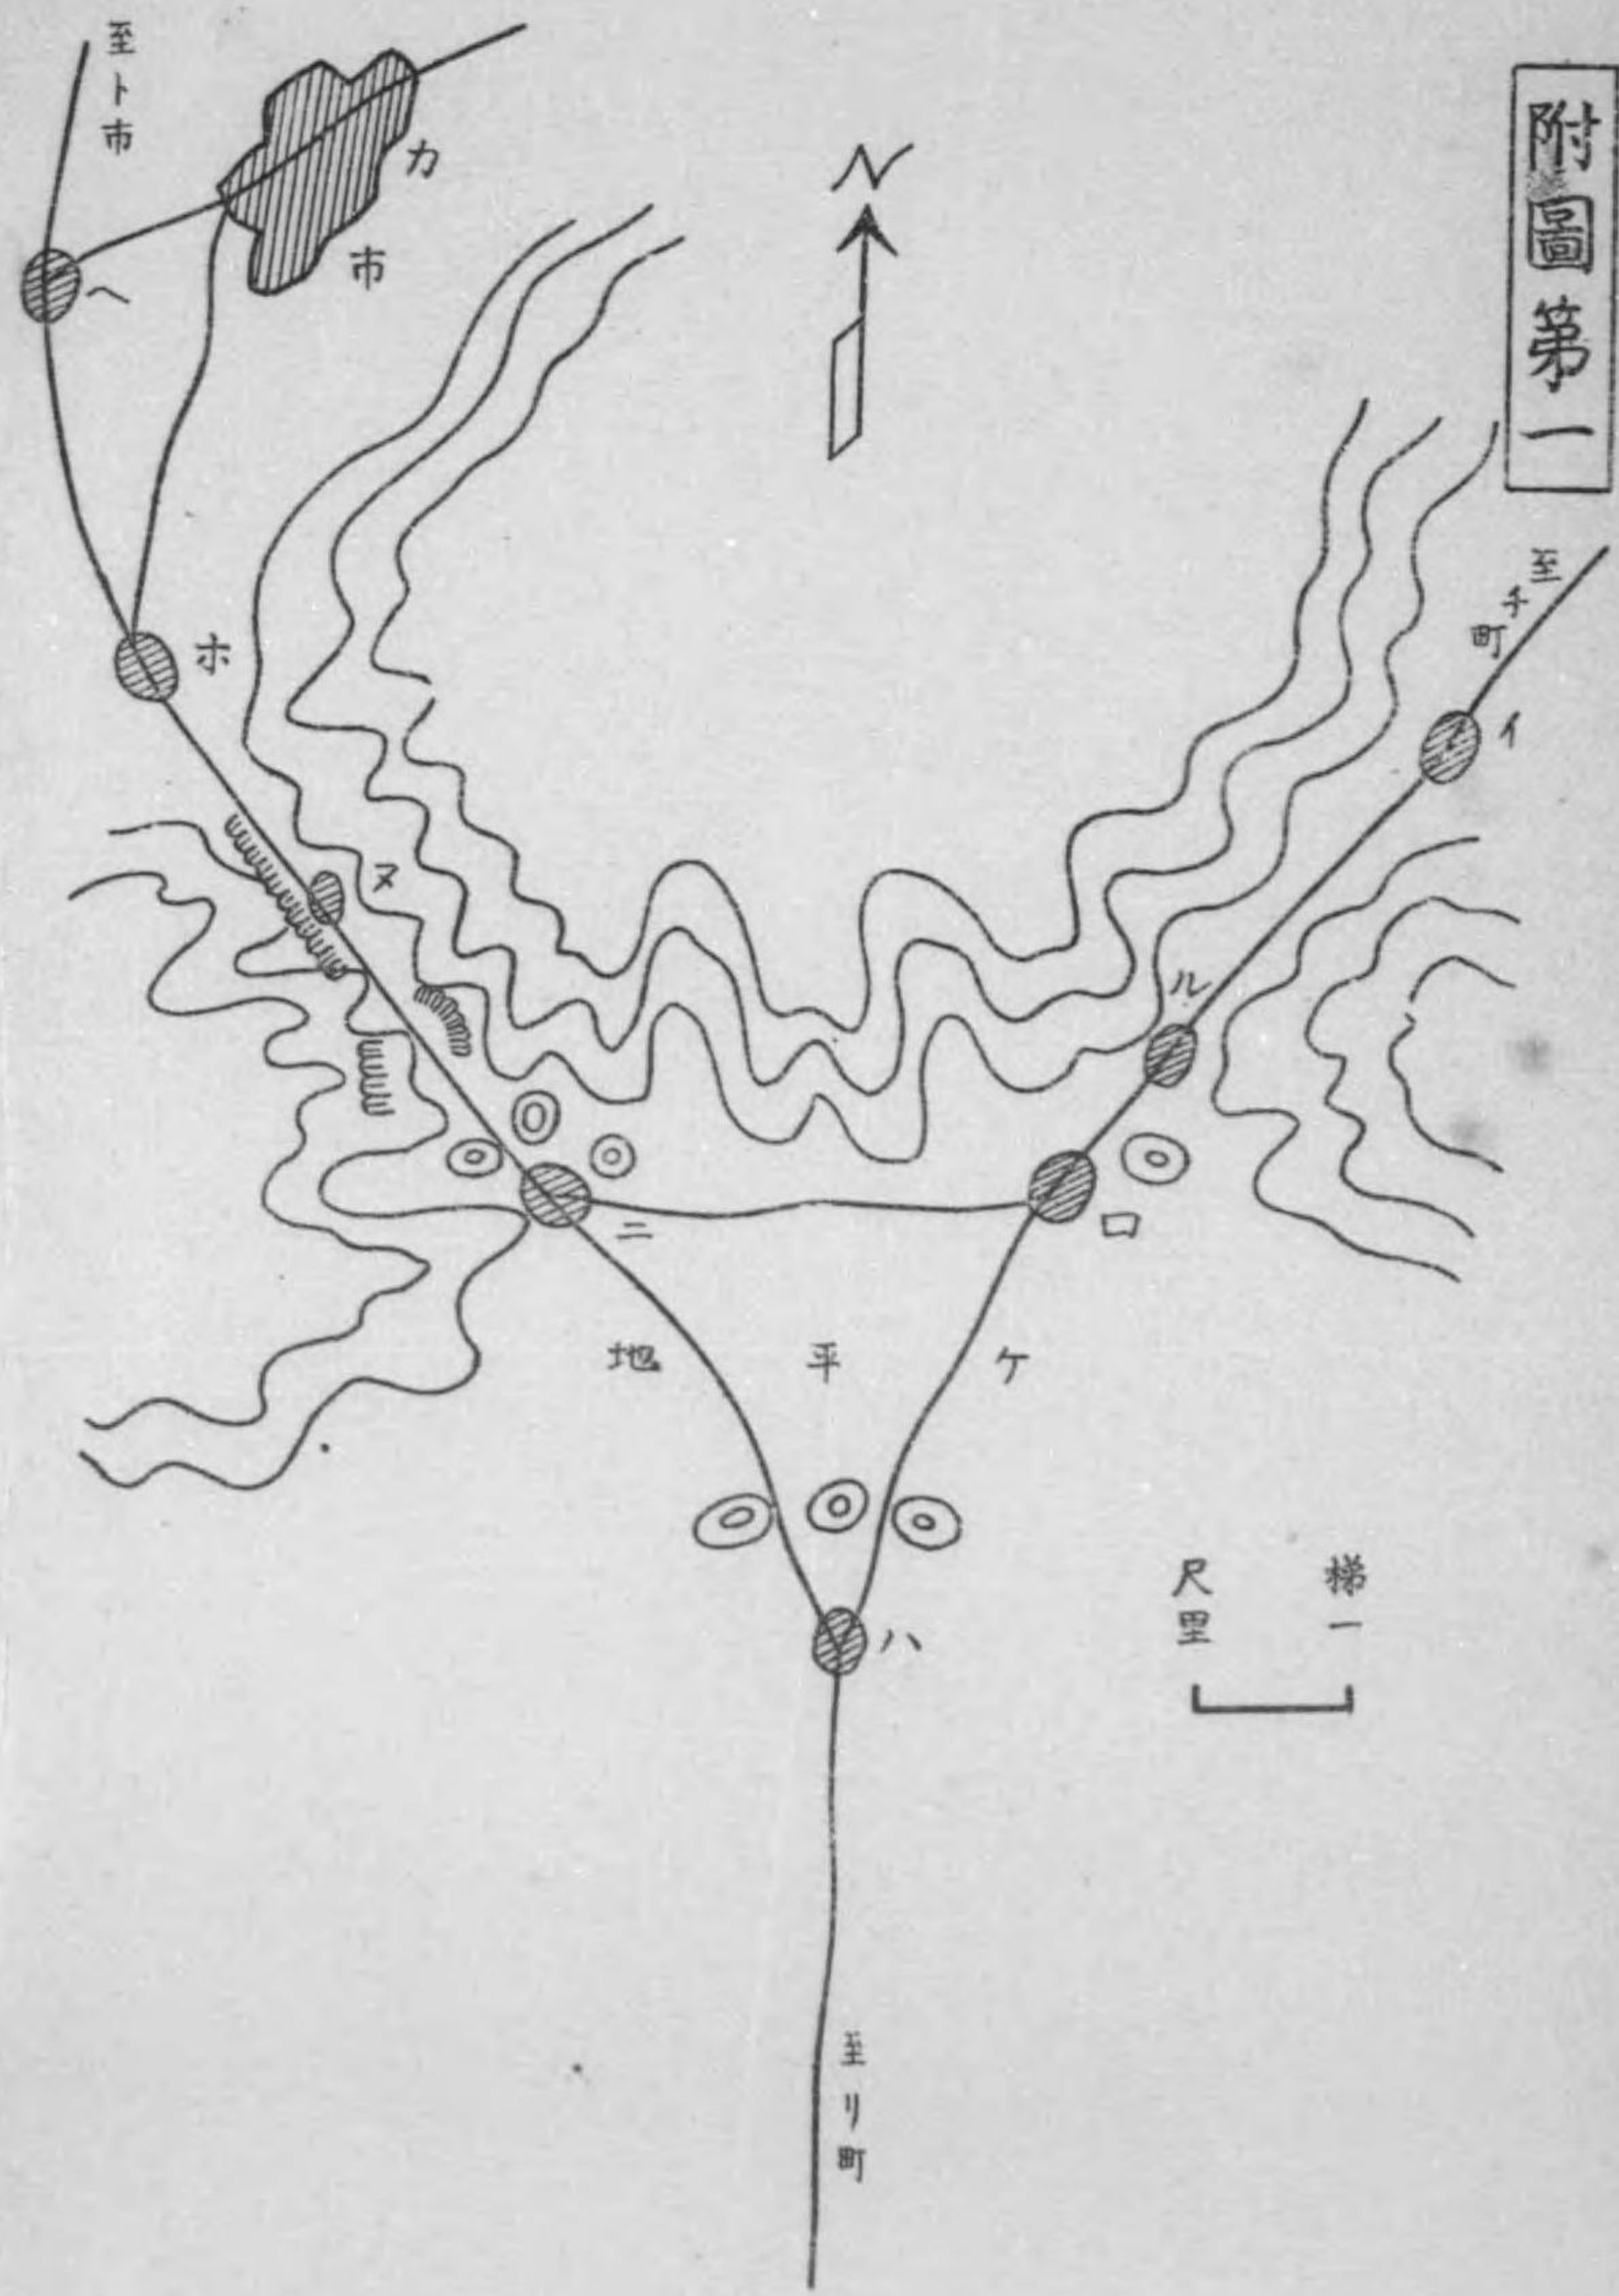 附圖第一
N
至ト市
カ市
ヘ
ホ
ヌ
ニ
至チ町
イ
ル
ロ
ケ平地
ハ
梯尺
一里
至リ町